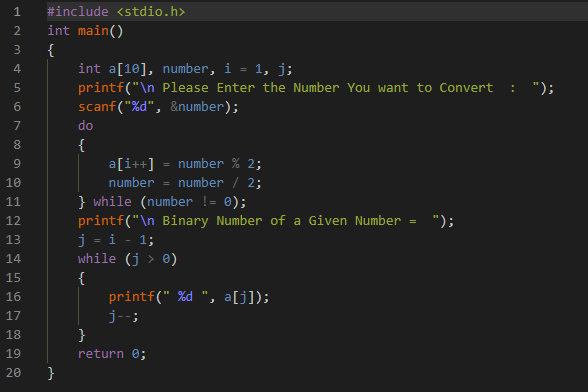 1 #include <stdio.h>
2 int main()
3 {
4     int a[10], number, i = 1, j;
5     printf("\n Please Enter the Number You want to Convert  :  ");
6     scanf("%d", &number);
7     do
8     {
9         a[i++] = number % 2;
10         number = number / 2;
11     } while (number != 0);
12     printf("\n Binary Number of a Given Number =  ");
13     j = i - 1;
14     while (j > 0)
15     {
16         printf(" %d ", a[j]);
17         j--;
18     }
19     return 0;
20 }